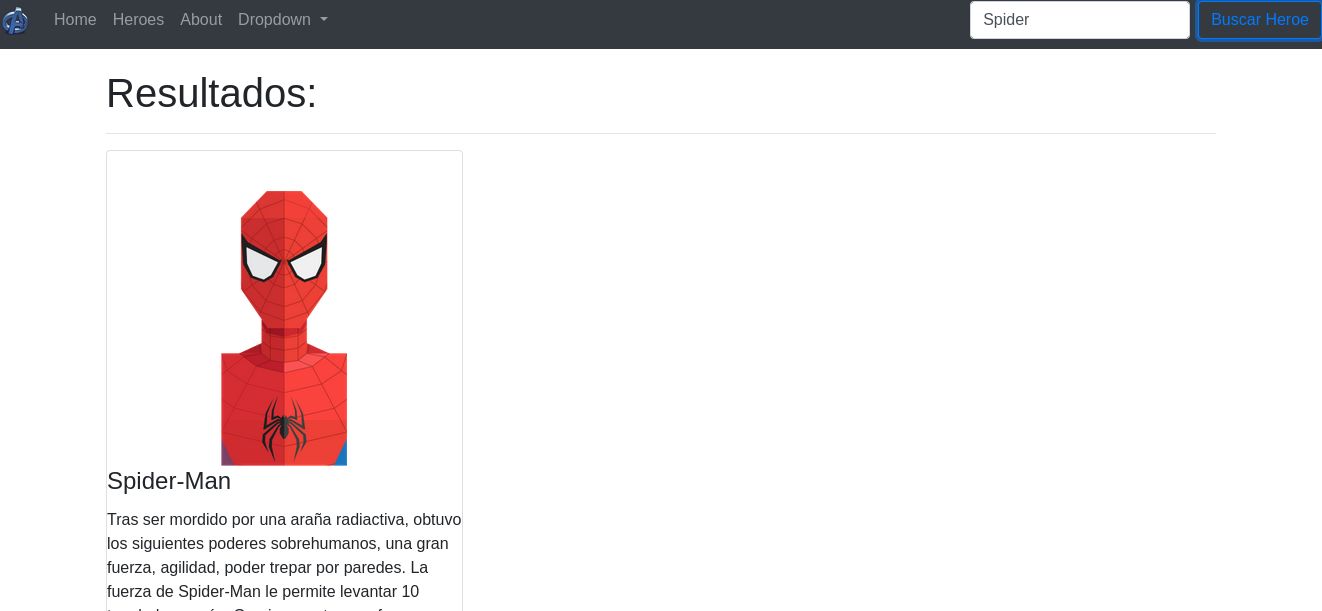 Home Heroes About Dropdown Spider Buscar Heroe
Resultados:
Spider-Man
Tras ser mordido por una araña radiactiva, obtuvo
los siguientes poderes sobrehumanos, una gran
fuerza, agilidad, poder trepar por paredes. La
fuerza de Spider-Man le permite levantar 10